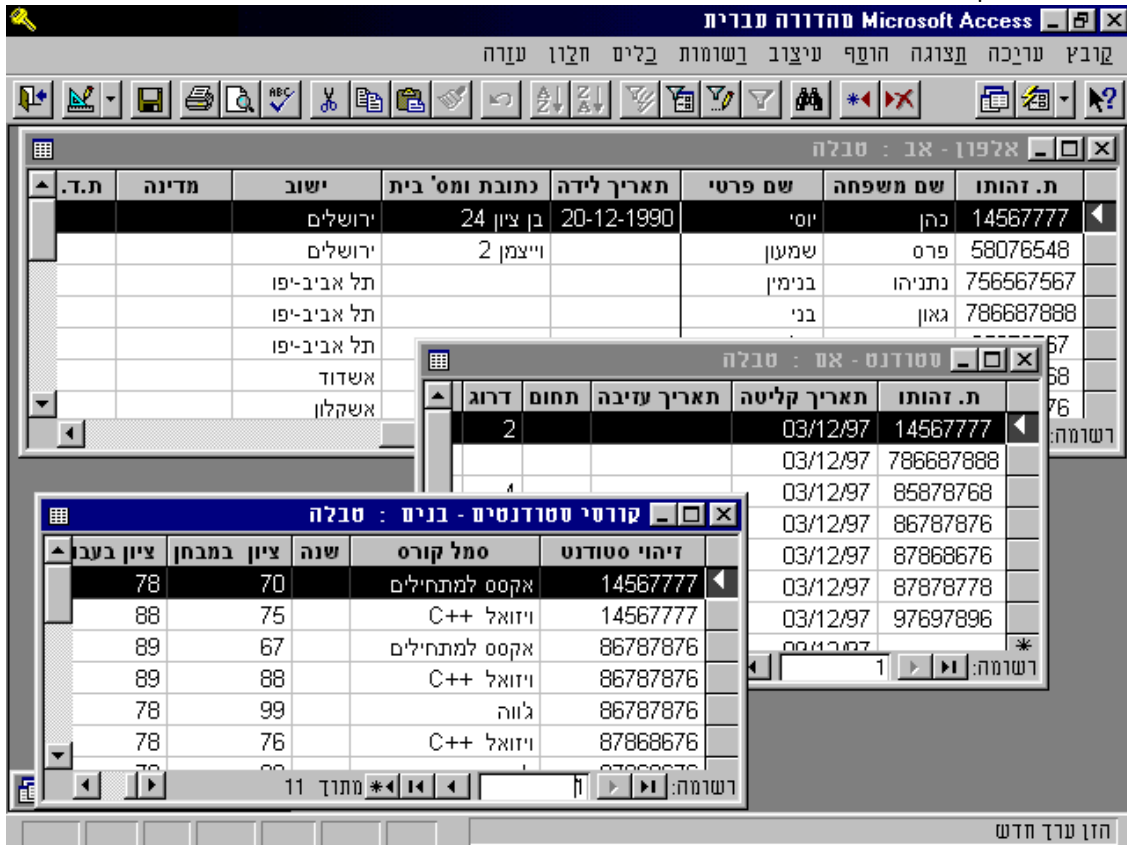 Microsoft Access מהדורה עברית
קובץ עריכה תצוגה הוסף עיצוב רשומות כלים חלון עזרה
ABC
אלפון - אב : טבלה
ת. זהותו שם משפחה שם פרטי תאריך לידה כתובת ומס' בית ישוב מדינה ת.ד.
14567777 כהן יוסי 20-12-1990 בן ציון 24 ירושלים
58076548 פרס שמעון וייצמן 2 ירושלים
756567567 נתניהו בנימין תל אביב-יפו
786687888 גאון בני תל אביב-יפו
תל אביב-יפו
אשדוד
אשקלון
רשומה:
סטודנט - אם : טבלה
ת. זהותו תאריך קליטה תאריך עזיבה תחום דרוג
14567777 03/12/97 2
786687888 03/12/97
85878768 03/12/97 4
86787876 03/12/97
87868676 03/12/97
87878778 03/12/97
97697896 03/12/97
רשומה: 1
קורסי סטודנטים - בנים : טבלה
זיהוי סטודנט סמל קורס שנה ציון במבחן ציון בעבו
14567777 אקסס למתחילים 70 78
14567777 ויזואל C++ 75 88
86787876 אקסס למתחילים 67 89
86787876 ויזואל C++ 88 89
86787876 ג'ווה 99 78
87868676 ויזואל C++ 76 78
רשומה: 1 מתוך 11
הזן ערך חדש